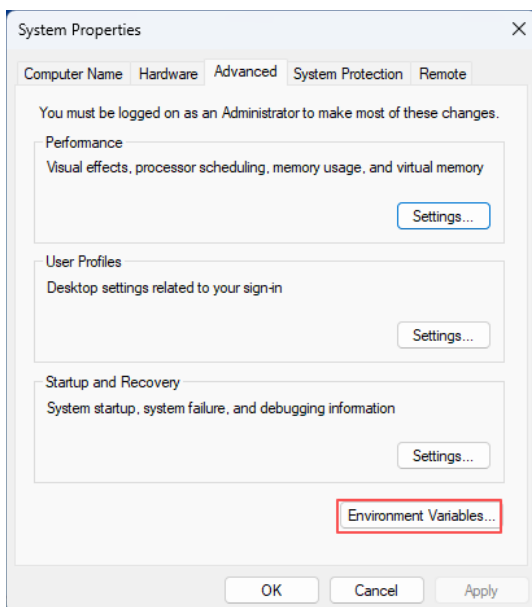 System Properties
Computer Name Hardware Advanced System Protection Remote
You must be logged on as an Administrator to make most of these changes.
Performance
Visual effects, processor scheduling, memory usage, and virtual memory
Settings...
User Profiles
Desktop settings related to your sign-in
Settings...
Startup and Recovery
System startup, system failure, and debugging information
Settings...
Environment Variables...
OK Cancel Apply